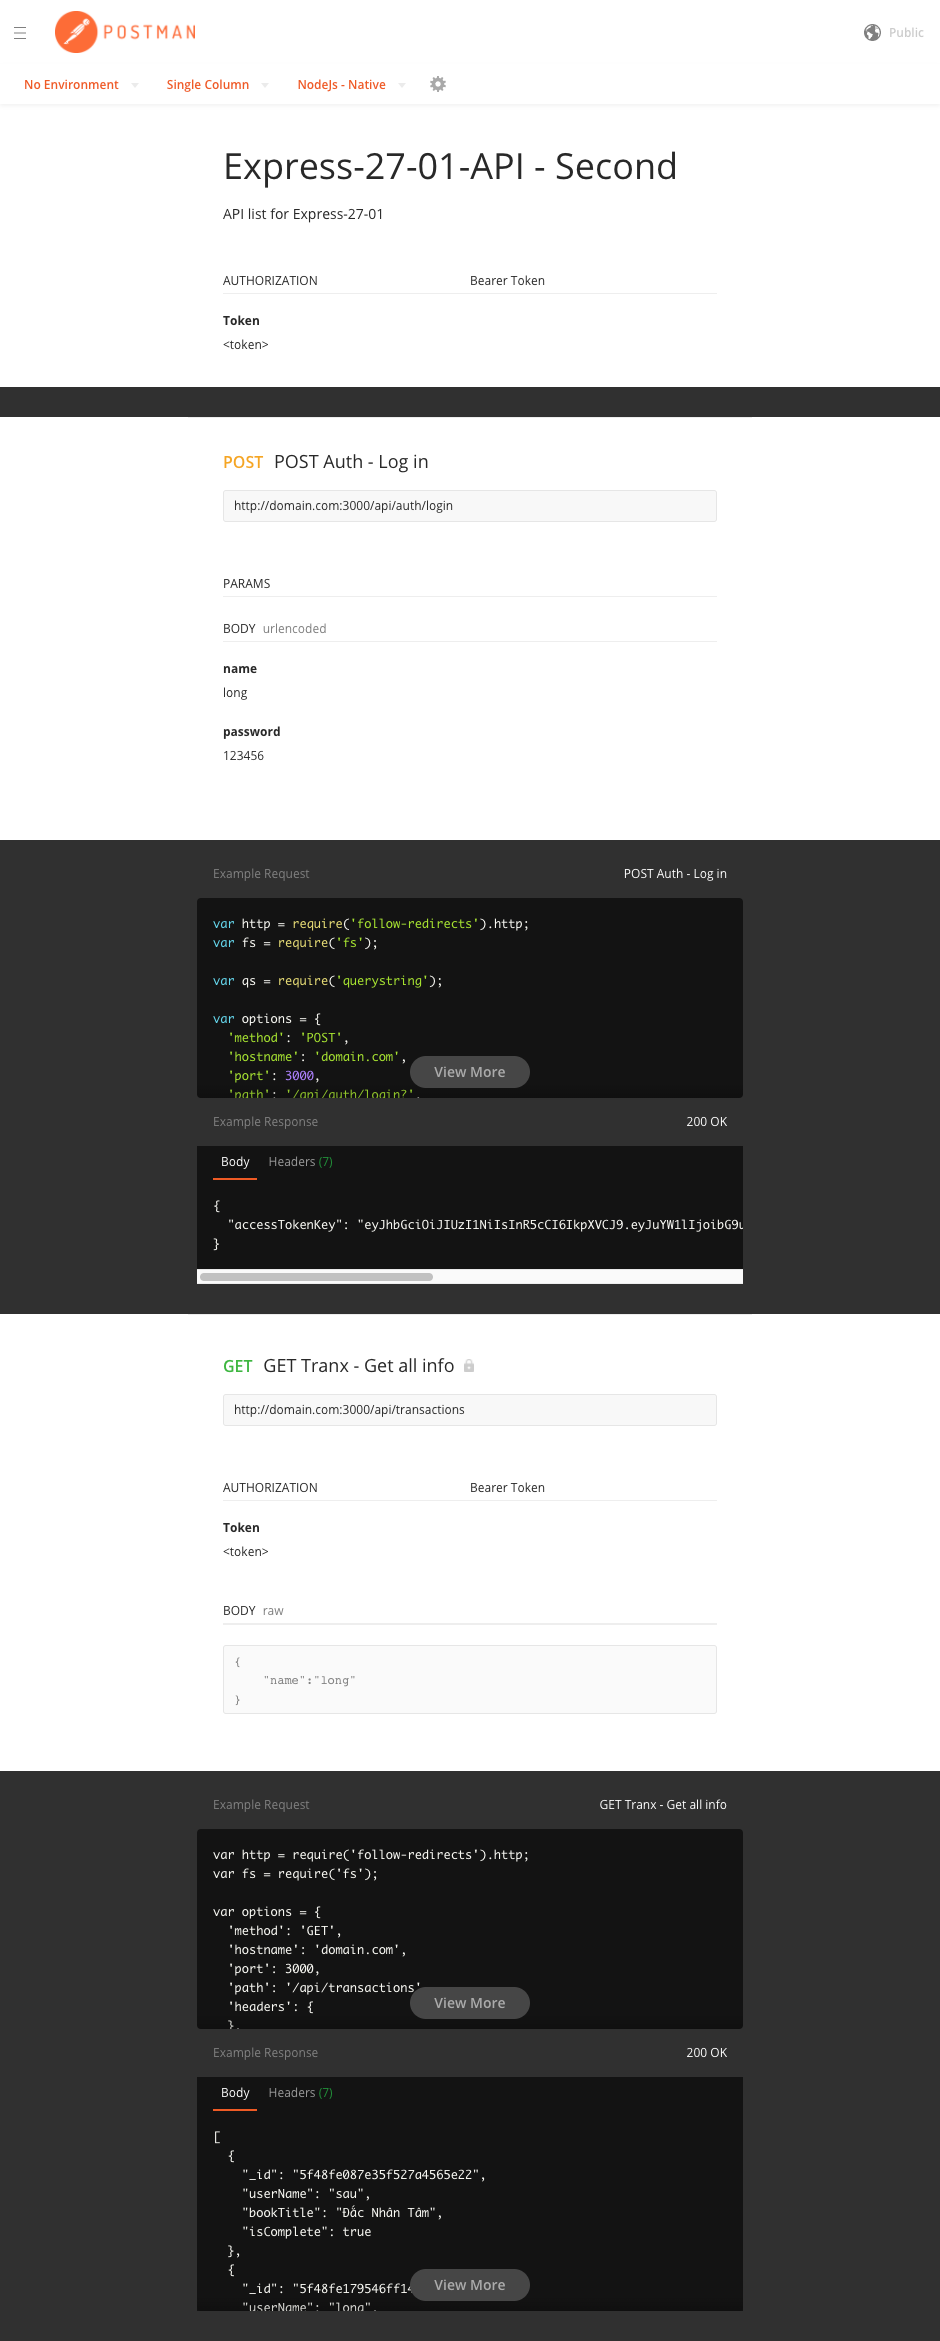 POSTMAN
Public
No Environment
Single Column
NodeJs - Native
Express-27-01-API - Second
API list for Express-27-01
AUTHORIZATION Bearer Token
Token
<token>
POST POST Auth - Log in
http://domain.com:3000/api/auth/login
PARAMS
BODY urlencoded
name
long
password
123456
Example Request POST Auth - Log in
var http = require('follow-redirects').http;
var fs = require('fs');
var qs = require('querystring');
var options = {
'method': 'POST',
'hostname': 'domain.com',
'port': 3000,
View More
'path': '/api/auth/login?',
Example Response 200 OK
Body Headers (7)
{
"accessTokenKey": "eyJhbGciOiJIUzI1NiIsInR5cCI6IkpXVCJ9.eyJuYW1lIjoibG9u
}
GET GET Tranx - Get all info
http://domain.com:3000/api/transactions
AUTHORIZATION Bearer Token
Token
<token>
BODY raw
{
"name":"long"
}
Example Request GET Tranx - Get all info
var http = require('follow-redirects').http;
var fs = require('fs');
var options = {
'method': 'GET',
'hostname': 'domain.com',
'port': 3000,
'path': '/api/transactions'
View More
'headers': {
},
Example Response 200 OK
Body Headers (7)
[
{
"_id": "5f48fe087e35f527a4565e22",
"userName": "sau",
"bookTitle": "Đắc Nhân Tâm",
"isComplete": true
},
{
"_id": "5f48fe179546ff14
View More
"userName": "long",